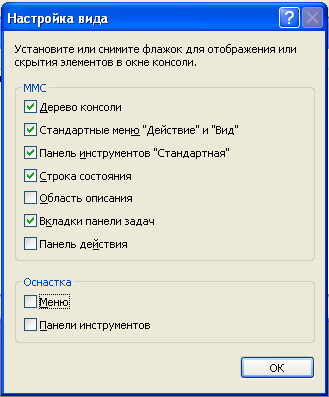 Настройка вида
Установите или снимите флажок для отображения или
скрытия элементов в окне консоли.
MMC
Дерево консоли
Стандартные меню "Действие" и "Вид"
Панель инструментов "Стандартная"
Строка состояния
Область описания
Вкладки панели задач
Панель действия
Оснастка
Меню
Панели инструментов
OK